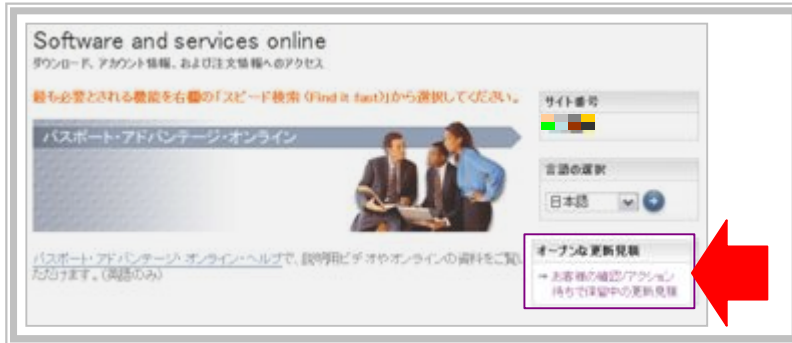 Software and services online
ダウンロード、アカウント情報、および注文情報へのアクセス
最も必要とされる機能を右欄の「スピード検索 (Find it fast)」から選択してください。
サイト番号
パスポート・アドバンテージ・オンライン
言語の選択
日本語
オープンな更新見積
→ お客様の確認/アクション
待ちで保留中の更新見積
パスポート・アドバンテージ・オンライン・ヘルプで、説明用ビデオやオンラインの資料をご覧い
ただけます。(英語のみ)